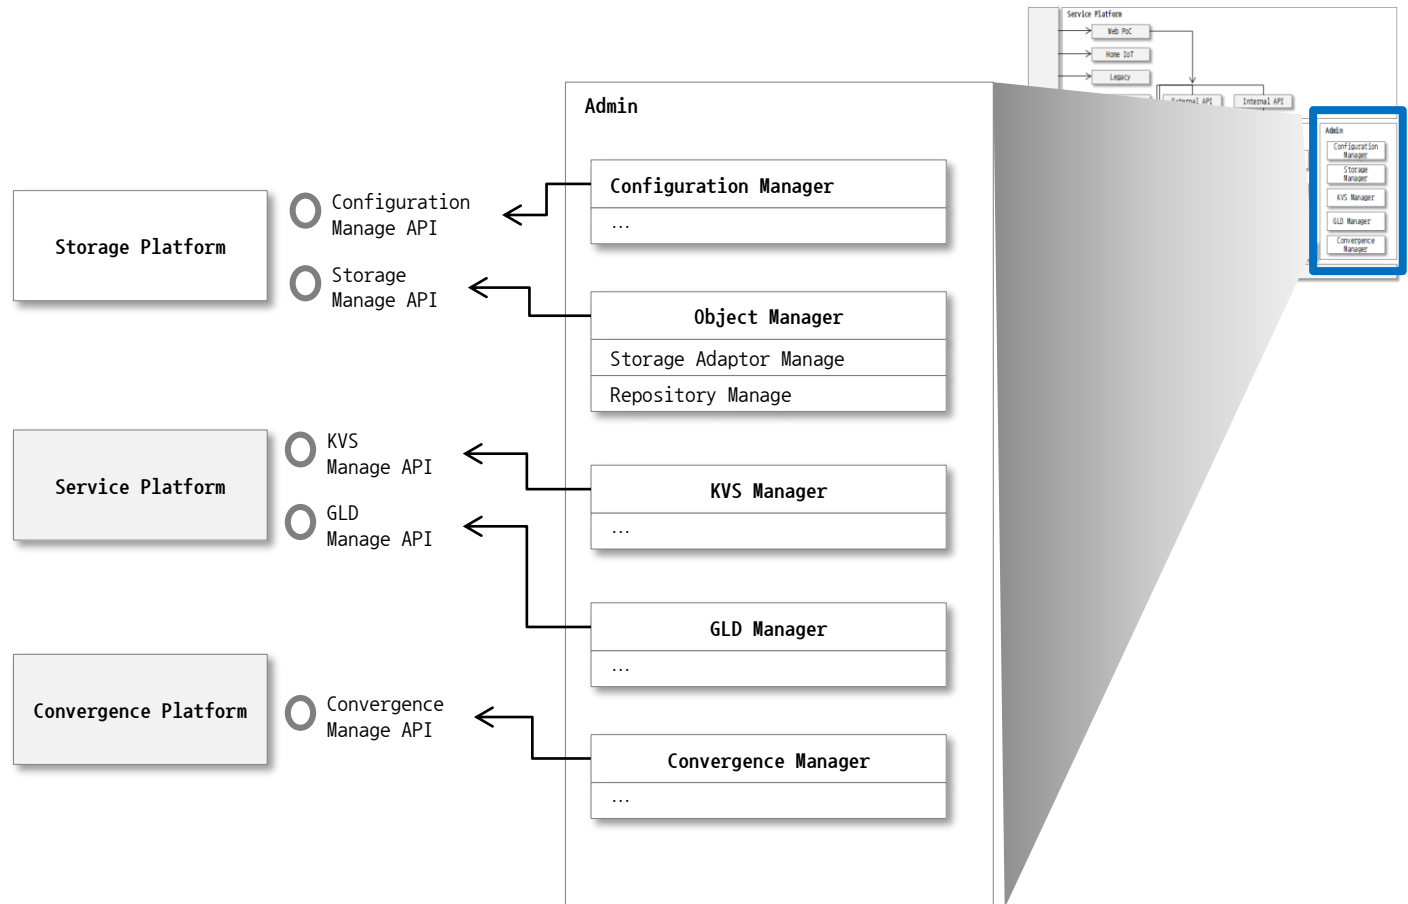 Service Platform
Web PoC
Home IoT
Legacy
External API
Internal API
Admin
Configuration
Manager
Storage
Manager
KVS Manager
GLD Manager
Convergence
Manager
Admin
Configuration Manager
...
Object Manager
Storage Adaptor Manage
Repository Manage
KVS Manager
...
GLD Manager
...
Convergence Manager
...
Storage Platform
Configuration
Manage API
Storage
Manage API
Service Platform
KVS
Manage API
GLD
Manage API
Convergence Platform
Convergence
Manage API